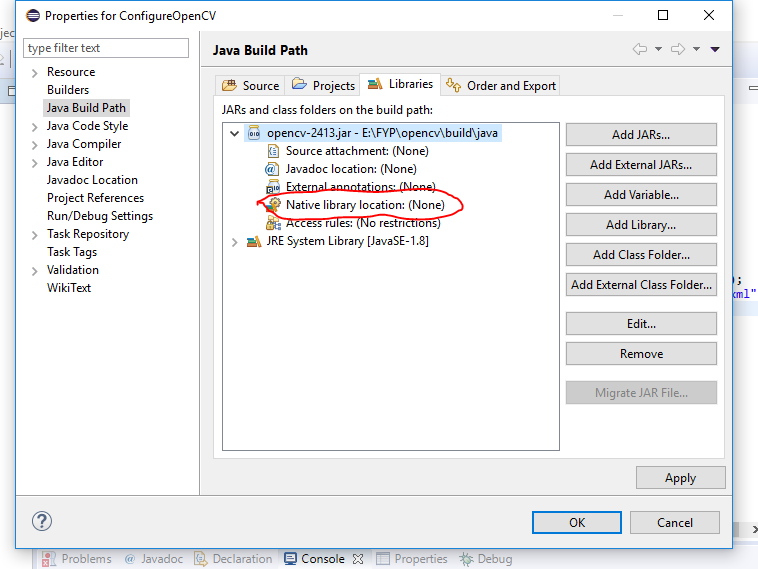 Properties for ConfigureOpenCV
type filter text
Resource
Builders
Java Build Path
Java Code Style
Java Compiler
Java Editor
Javadoc Location
Project References
Run/Debug Settings
Task Repository
Task Tags
Validation
WikiText
Java Build Path
Source Projects Libraries Order and Export
JARs and class folders on the build path:
opencv-2413.jar - E:\FYP\opencv\build\java
Source attachment: (None)
Javadoc location: (None)
External annotations: (None)
Native library location: (None)
Access rules: (No restrictions)
JRE System Library [JavaSE-1.8]
Add JARs...
Add External JARs...
Add Variable...
Add Library...
Add Class Folder...
Add External Class Folder...
Edit...
Remove
Migrate JAR File...
Apply
OK Cancel
);
xml"
Problems @ Javadoc Declaration Console Properties Debug